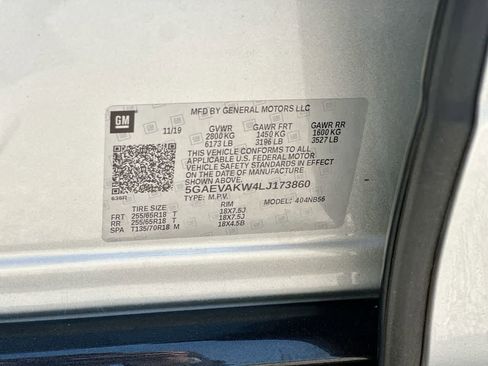 GM
MFD BY GENERAL MOTORS LLC
11/19 GVWR GAWR FRT GAWR RR
2800 KG 1450 KG 1600 KG
6173 LB 3196 LB 3527 LB
THIS VEHICLE CONFORMS TO ALL
APPLICABLE U.S. FEDERAL MOTOR
VEHICLE SAFETY STANDARDS IN EFFECT
ON THE DATE OF MANUFACTURE
SHOWN ABOVE.
5GAEVAKW4LJ173860
TYPE: M.P.V. MODEL: 404NB56
TIRE SIZE RIM
FRT 255/65R18 T 18X7.5J
RR 255/65R18 T 18X7.5J
SPA T135/70R18 M 18X4.5B